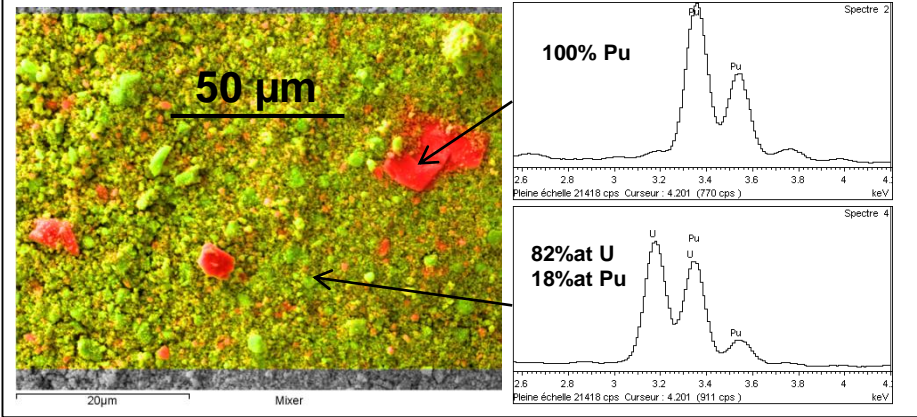 50 µm
20µm
Mixer
Spectre 2
100% Pu
Pu
Pu
2.6 2.8 3 3.2 3.4 3.6 3.8 4 4.
Pleine échelle 21418 cps Curseur : 4.201 (770 cps) keV
Spectre 4
82%at U
18%at Pu
U
Pu
U
Pu
2.6 2.8 3 3.2 3.4 3.6 3.8 4 4.
Pleine échelle 21418 cps Curseur : 4.201 (911 cps) keV